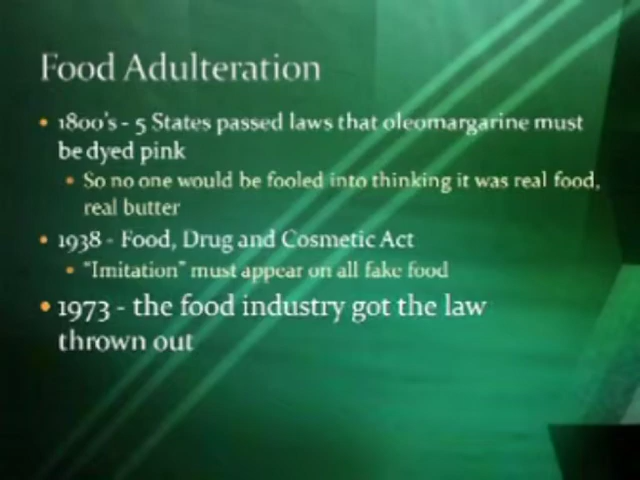 Food Adulteration
• 1800's - 5 States passed laws that oleomargarine must
be dyed pink
• So no one would be fooled into thinking it was real food,
real butter
• 1938 - Food, Drug and Cosmetic Act
• "Imitation" must appear on all fake food
• 1973 - the food industry got the law
thrown out